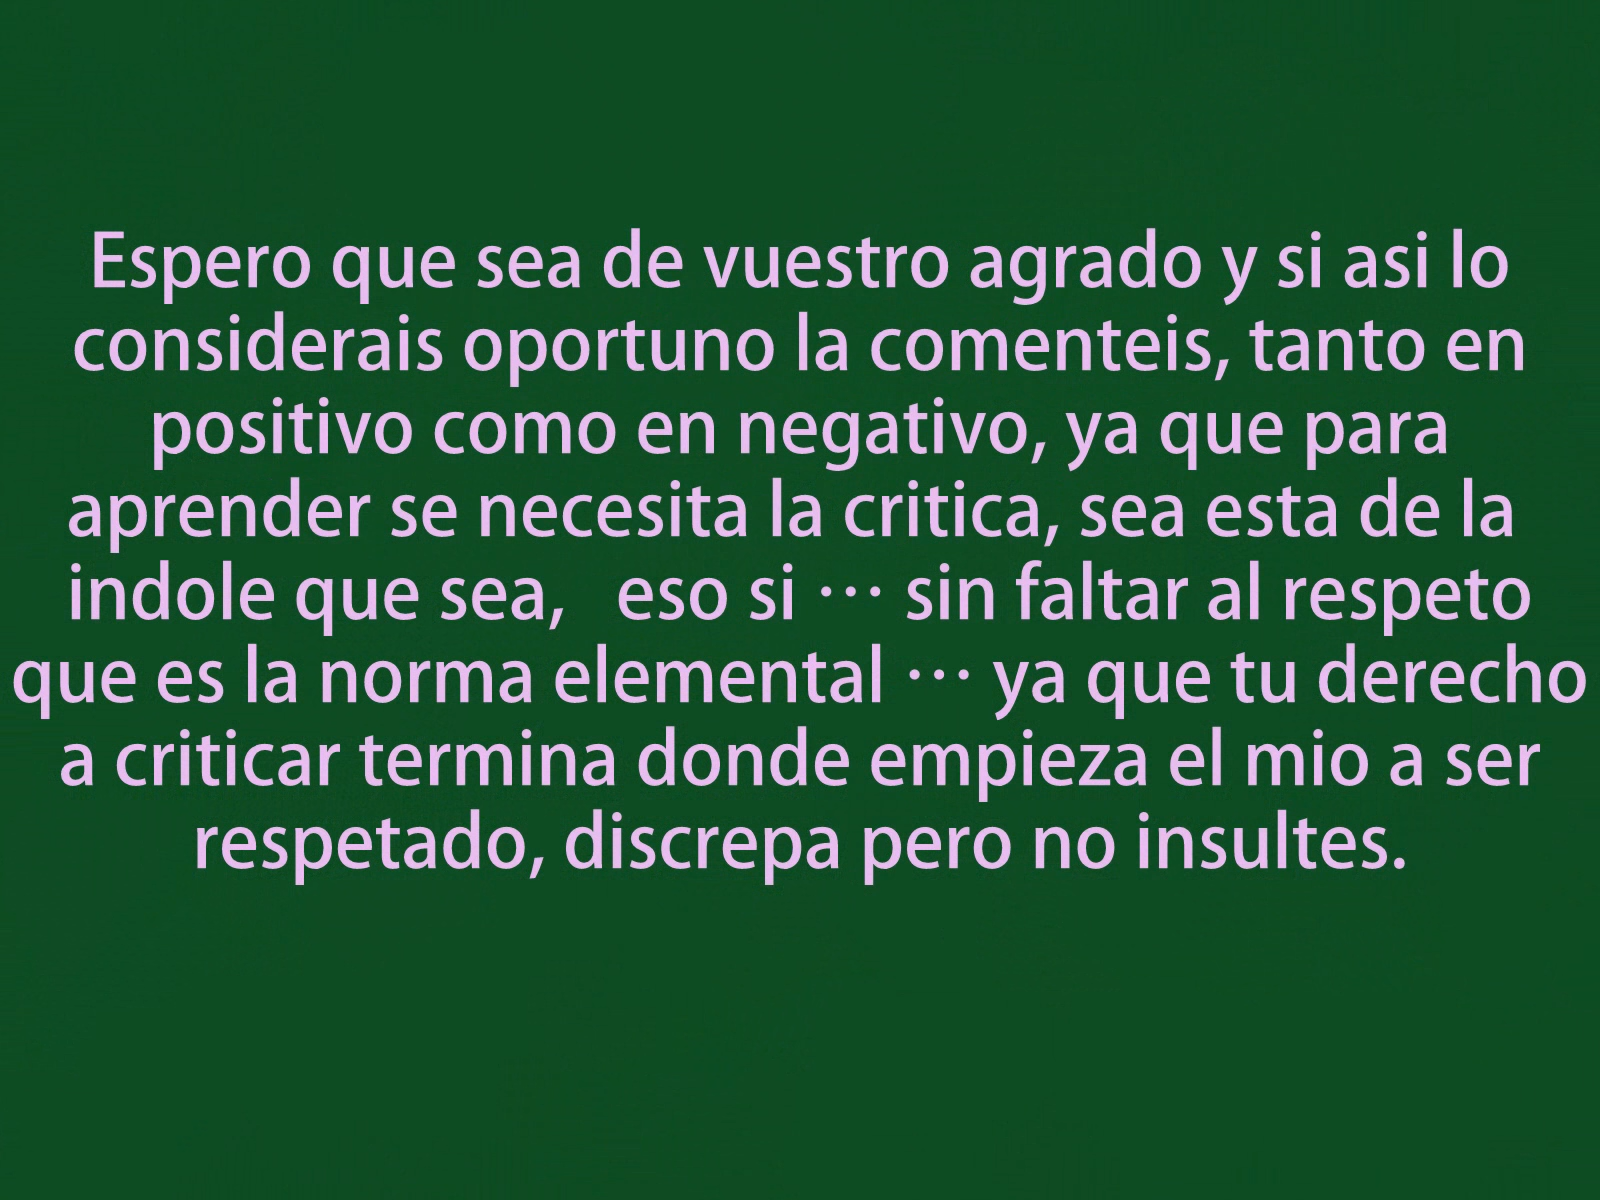 Espero que sea de vuestro agrado y si asi lo
considerais oportuno la comenteis, tanto en
positivo como en negativo, ya que para
aprender se necesita la critica, sea esta de la
indole que sea,   eso si ··· sin faltar al respeto
que es la norma elemental ··· ya que tu derecho
a criticar termina donde empieza el mio a ser
respetado, discrepa pero no insultes.